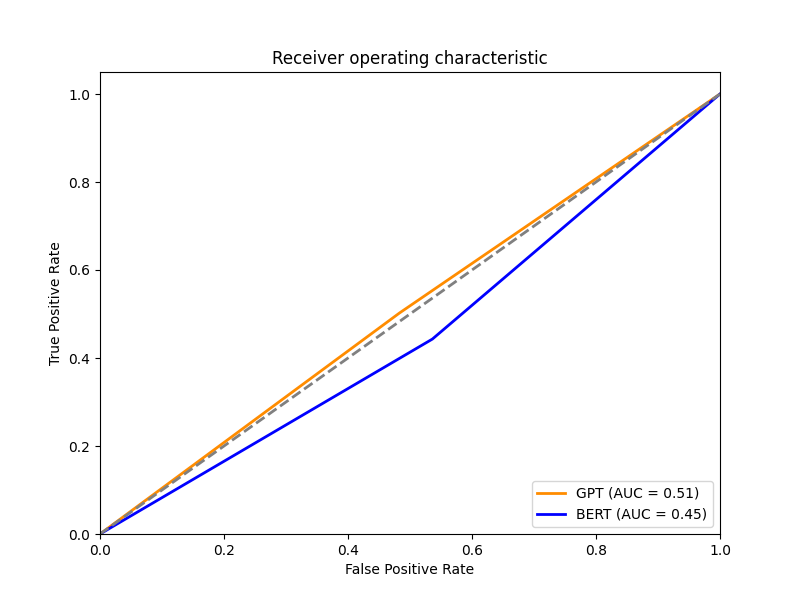 Receiver operating characteristic
True Positive Rate
1.0
0.8
0.6
0.4
0.2
0.0
0.0 0.2 0.4 0.6 0.8 1.0
False Positive Rate
GPT (AUC = 0.51)
BERT (AUC = 0.45)